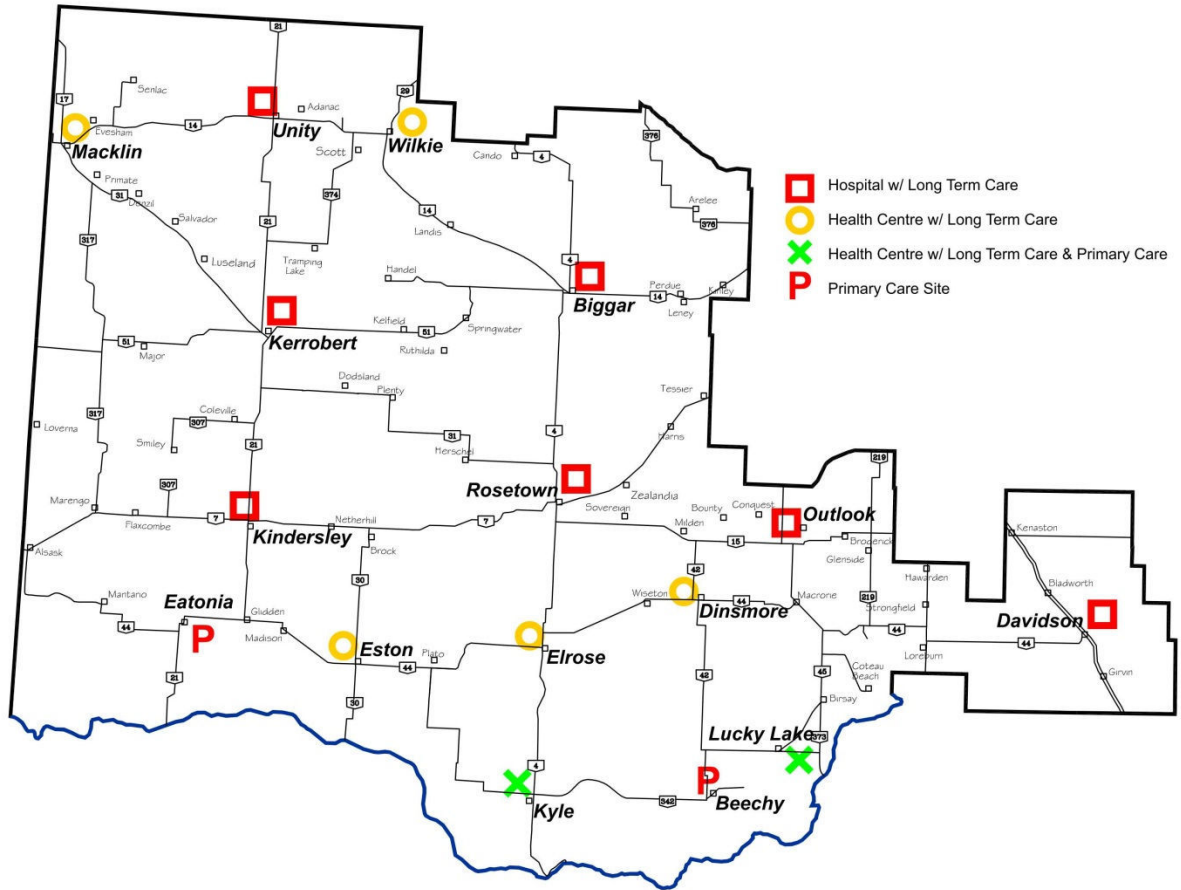 21
Senlac
17
29
Adanac
Evesham
14
Unity
Wilkie
Macklin
Scott
376
Cando
4
Primate
31
Denzil
374
Arelee
376
Salvador
21
14
Landis
317
Luseland
Tramping
Lake
Handel
4
Perdue
Kinley
14
Biggar
Leney
Kelfield
51
Springwater
Kerrobert
51
Major
Ruthilda
Dodsland
Plenty
Tessier
317
Coleville
307
Loverna
4
Harris
31
Smiley
21
Herschel
219
307
Rosetown
Zealandia
Marengo
Sovereign
Bounty
Conquest
Outlook
Flaxcombe
7
Netherhill
7
Milden
Kenaston
Kindersley
15
Broderick
Alsask
Brock
Glenside
42
Hawarden
30
Bladworth
Mantario
Wiseton
44
219
Eatonia
Glidden
Dinsmore
Macrone
Strongfield
Davidson
44
P
Madison
44
44
Eston
Elrose
Loreburn
44
Plato
Coteau
Beach
Girvin
21
42
45
30
Birsay
Lucky Lake
373
4
P
Kyle
342
Beechy
Hospital w/ Long Term Care
Health Centre w/ Long Term Care
Health Centre w/ Long Term Care & Primary Care
P Primary Care Site